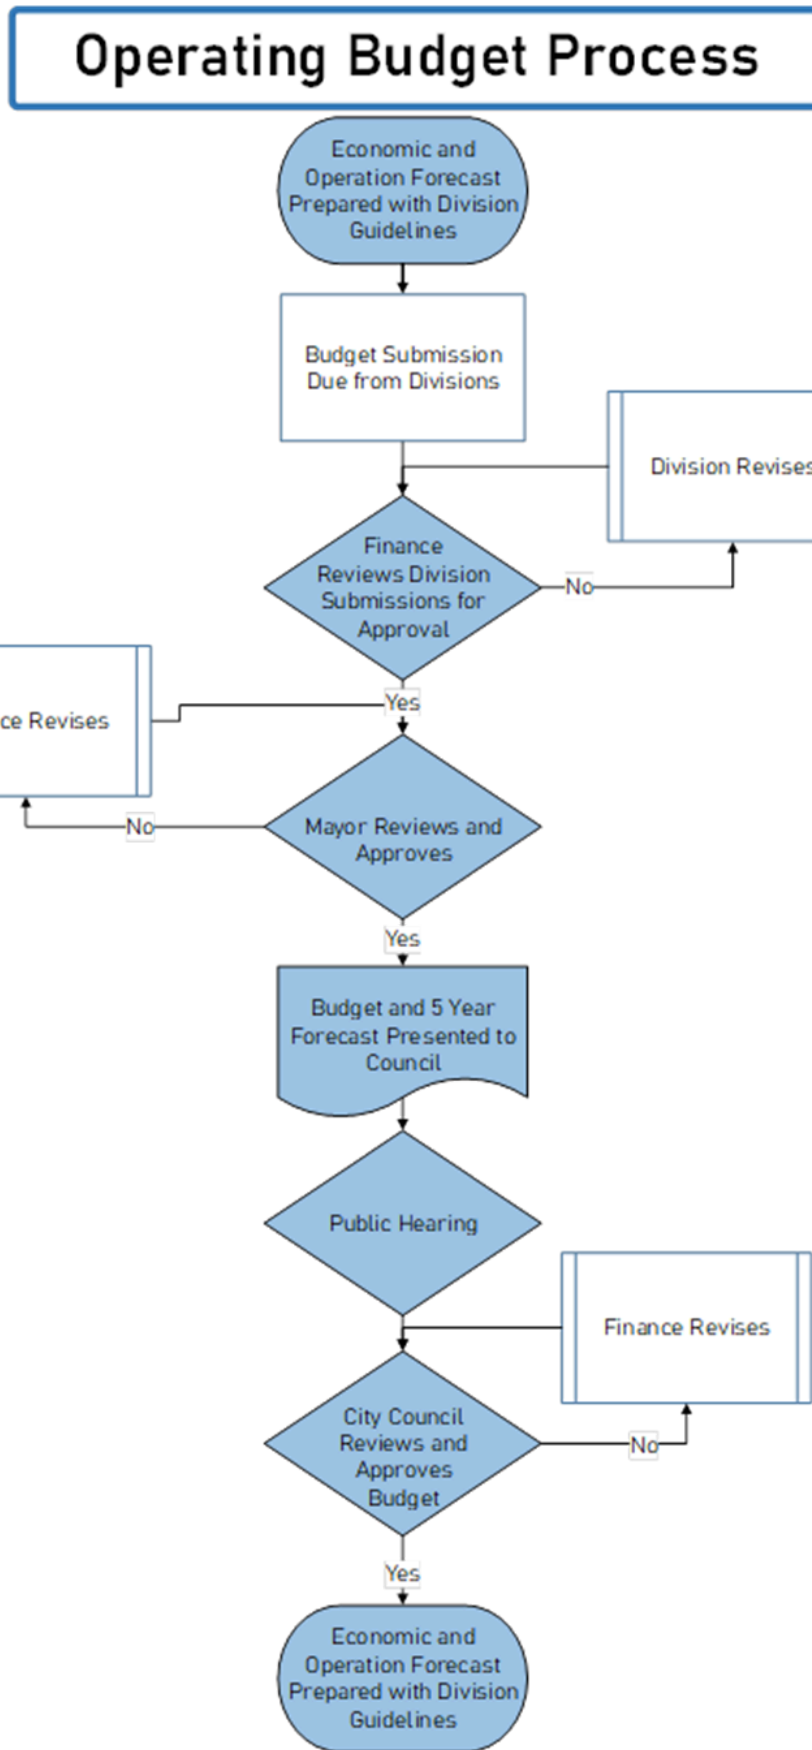 Operating Budget Process
Economic and
Operation Forecast
Prepared with Division
Guidelines
Budget Submission
Due from Divisions
Division Revises
Finance
Reviews Division
Submissions for
Approval
No
Yes
ce Revises
Mayor Reviews and
Approves
No
Yes
Budget and 5 Year
Forecast Presented to
Council
Public Hearing
Finance Revises
City Council
Reviews and
Approves
Budget
No
Yes
Economic and
Operation Forecast
Prepared with Division
Guidelines